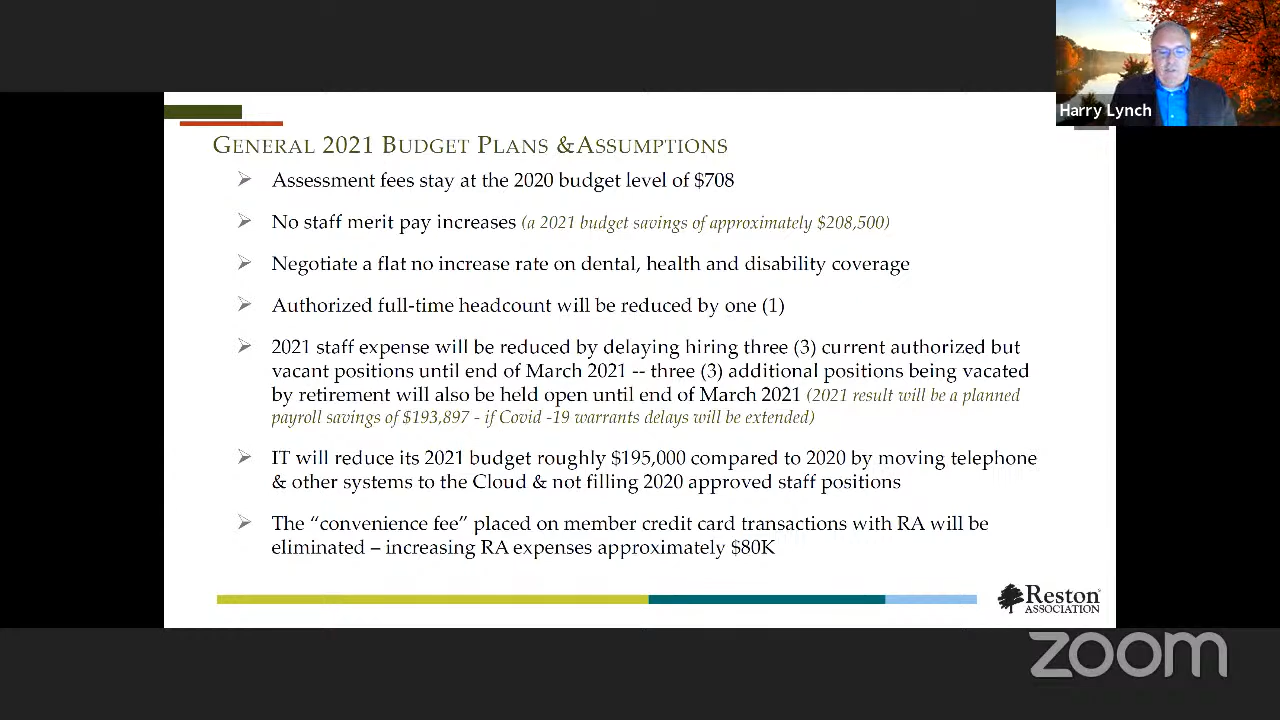 Harry Lynch
GENERAL 2021 BUDGET PLANS &ASSUMPTIONS
Assessment fees stay at the 2020 budget level of $708
No staff merit pay increases (a 2021 budget savings of approximately $208,500)
Negotiate a flat no increase rate on dental, health and disability coverage
Authorized full-time headcount will be reduced by one (1)
2021 staff expense will be reduced by delaying hiring three (3) current authorized but
vacant positions until end of March 2021 -- three (3) additional positions being vacated
by retirement will also be held open until end of March 2021 (2021 result will be a planned
payroll savings of $193,897 - if Covid -19 warrants delays will be extended)
IT will reduce its 2021 budget roughly $195,000 compared to 2020 by moving telephone
& other systems to the Cloud & not filling 2020 approved staff positions
The “convenience fee” placed on member credit card transactions with RA will be
eliminated – increasing RA expenses approximately $80K
Reston
ASSOCIATION
zoom